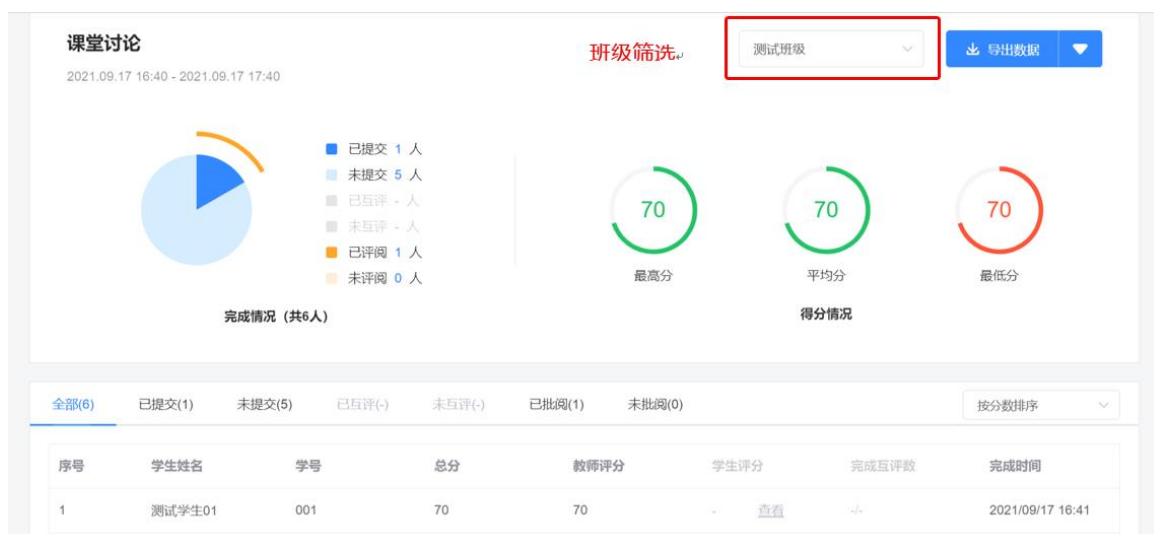 课堂讨论
班级筛选
测试班级
导出数据
2021.09.17 16:40 - 2021.09.17 17:40
已提交 1 人
未提交 5 人
已互评 - 人
未互评 - 人
已评阅 1 人
未评阅 0 人
完成情况（共6人）
70
70
70
最高分
平均分
最低分
得分情况
全部(6) 已提交(1) 未提交(5) 已互评(-) 未互评(-) 已批阅(1) 未批阅(0) 按分数排序
序号 学生姓名 学号 总分 教师评分 学生评分 完成互评数 完成时间
1 测试学生01 001 70 70 - 查看 -/- 2021/09/17 16:41